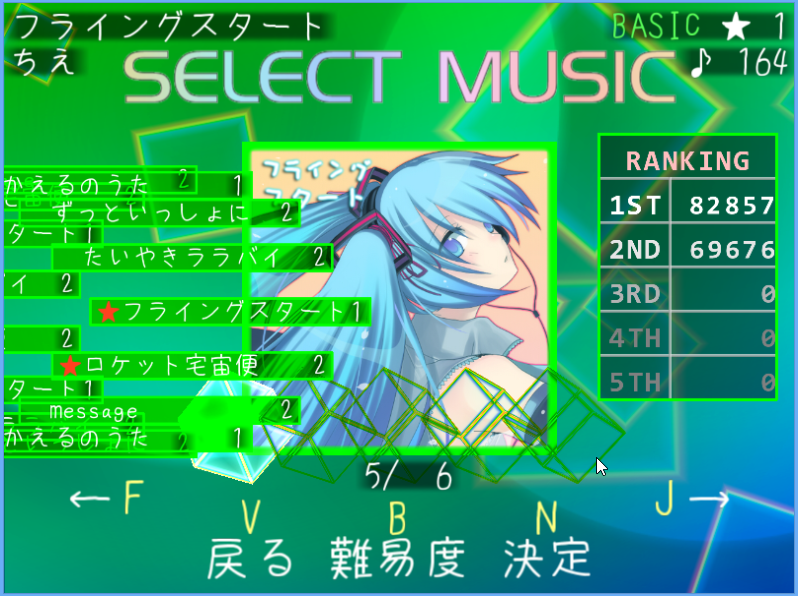 フライングスタート
BASIC ★ 1
ちえ
♪ 164
SELECT MUSIC
フライング
スタート
RANKING
1ST 82857
2ND 69676
3RD 0
4TH 0
5TH 0
かえるのうた 1
ずっといっしょに 2
タート 1
たいやきララバイ 2
イ 2
★フライングスタート1
2
★ロケット宅宙便 2
タート 1
Message 2
かえるのうた 1
5/ 6
←F
V
B
N
J→
戻る 難易度 決定